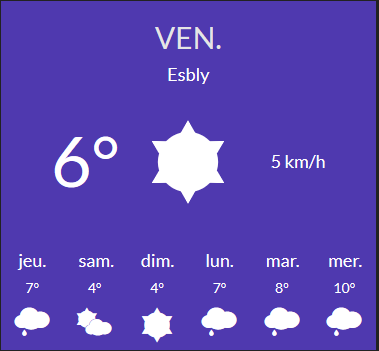 VEN.
Esbly
6° 5 km/h
jeu. sam. dim. lun. mar. mer.
7° 4° 4° 7° 8° 10°